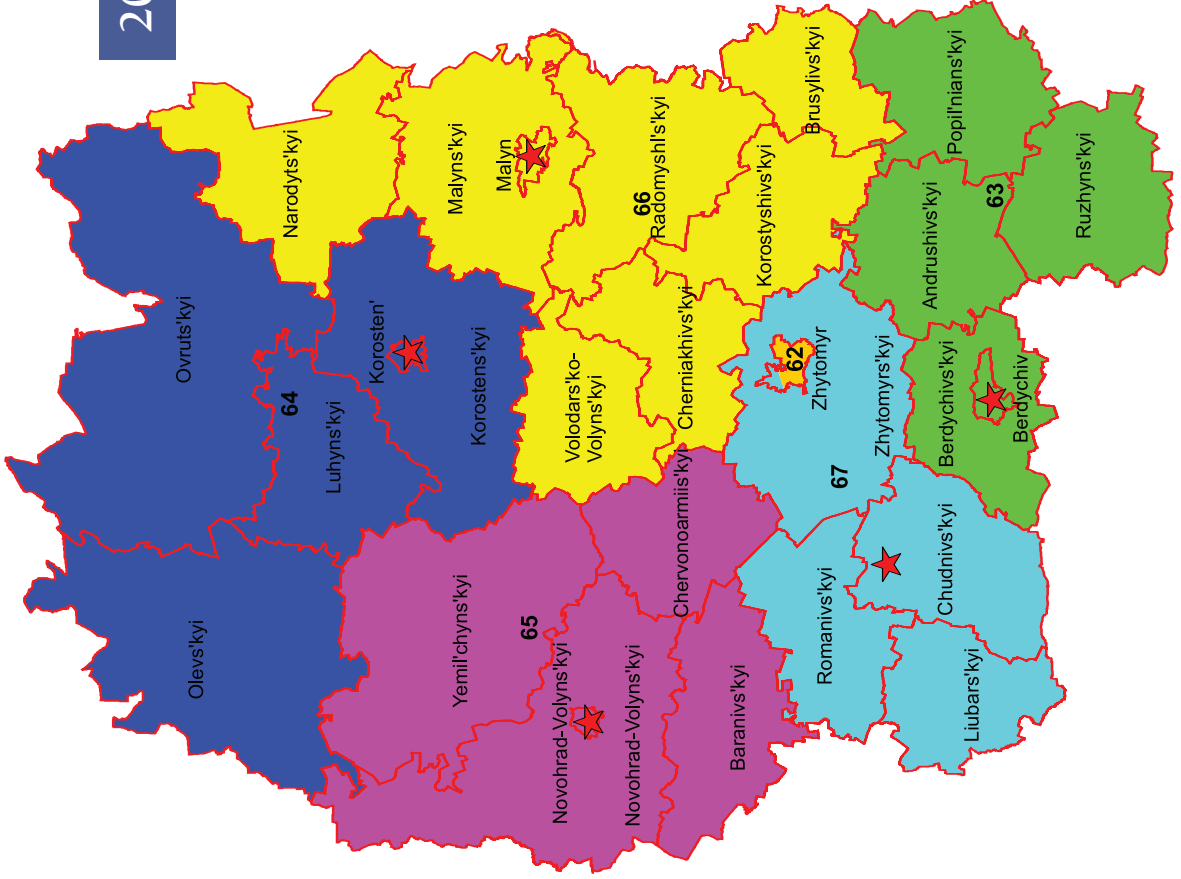 20
Olevs'kyi
Ovruts'kyi
Narodyts'kyi
64
Luhyns'kyi
Korosten'
Korostens'kyi
Malyns'kyi
Malyn
Yemil'chyns'kyi
65
Novohrad-Volyns'kyi
Novohrad-Volyns'kyi
Volodars'ko-
Volyns'kyi
66
Radomyshls'kyi
Chervonoarmiis'kyi
Cherniakhivs'kyi
Korostyshivs'kyi
Brusylivs'kyi
Baranivs'kyi
62
Zhytomyr
Romanivs'kyi
67
Zhytomyrs'kyi
Andrushivs'kyi
Popil'nians'kyi
63
Chudnivs'kyi
Berdychivs'kyi
Berdychiv
Liubars'kyi
Ruzhyns'kyi